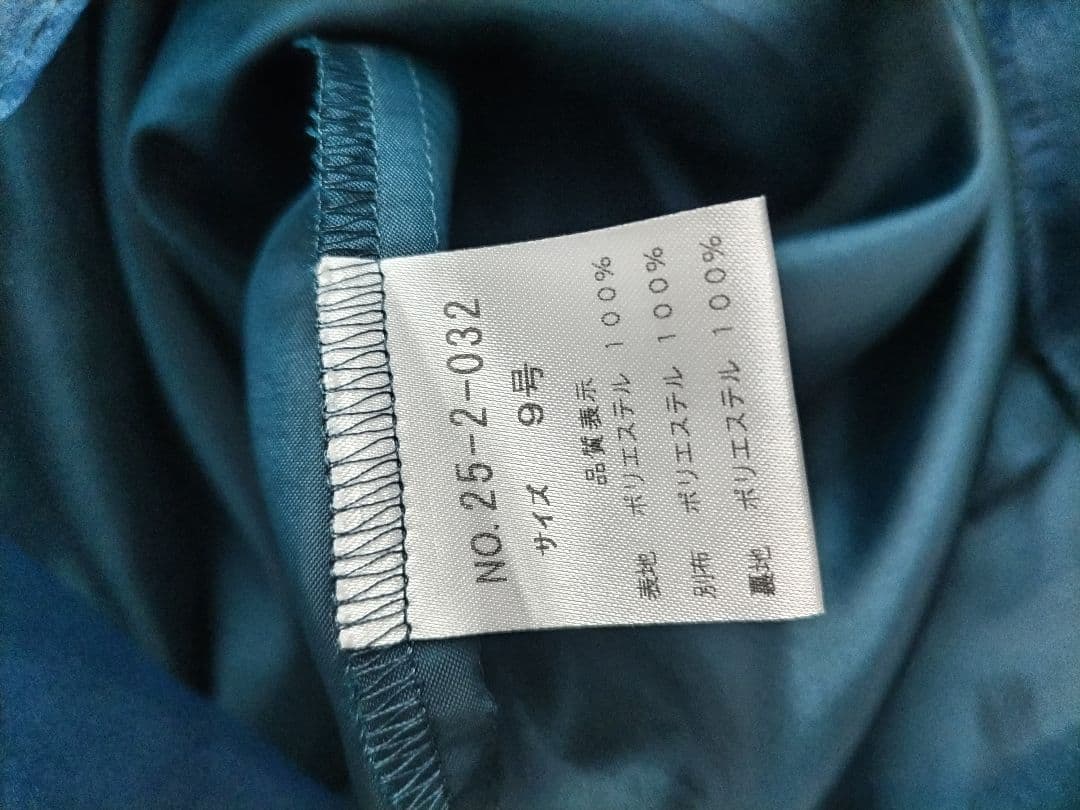 NO.25-2-032
サイズ 9号
品質表示
表地 ポリエステル 100%
別布 ポリエステル 100%
裏地 ポリエステル 100%